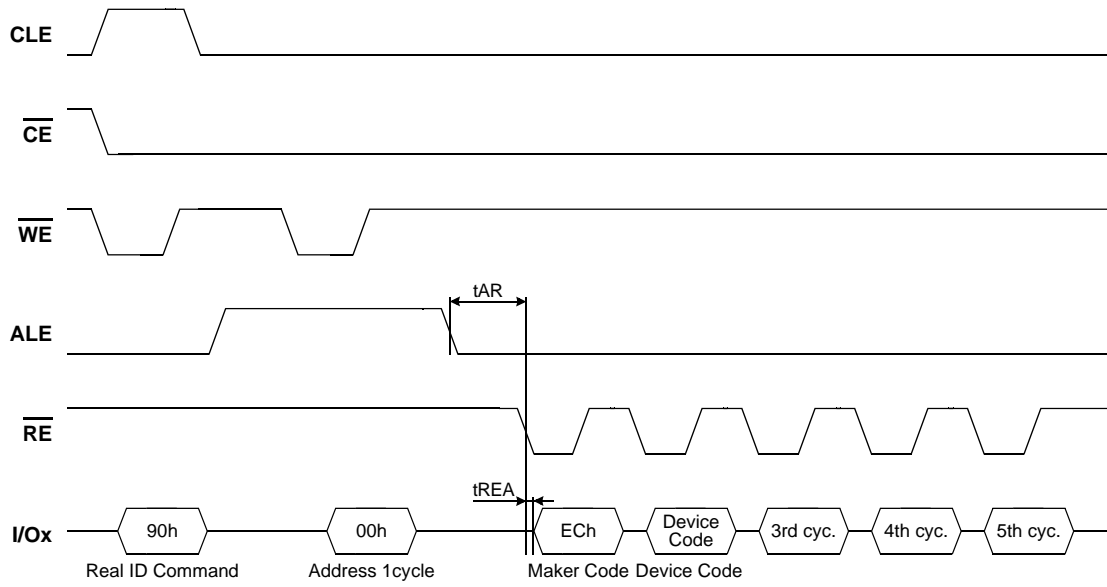 CLE
CE
WE
tAR
ALE
RE
tREA
I/Ox
90h
00h
ECh
Device
Code
3rd cyc.
4th cyc.
5th cyc.
Real ID Command
Address 1cycle
Maker Code Device Code